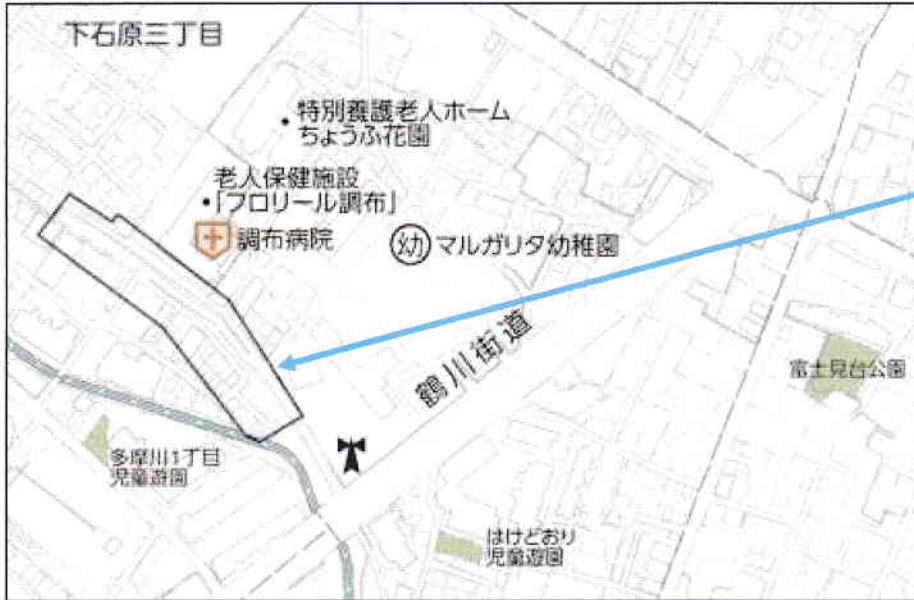 下石原三丁目
特別養護老人ホーム
ちょうふ花園
老人保健施設
「フロリール調布」
調布病院
幼 マルガリタ幼稚園
鶴川街道
富士見台公園
多摩川1丁目
児童遊園
はけどおり
児童遊園